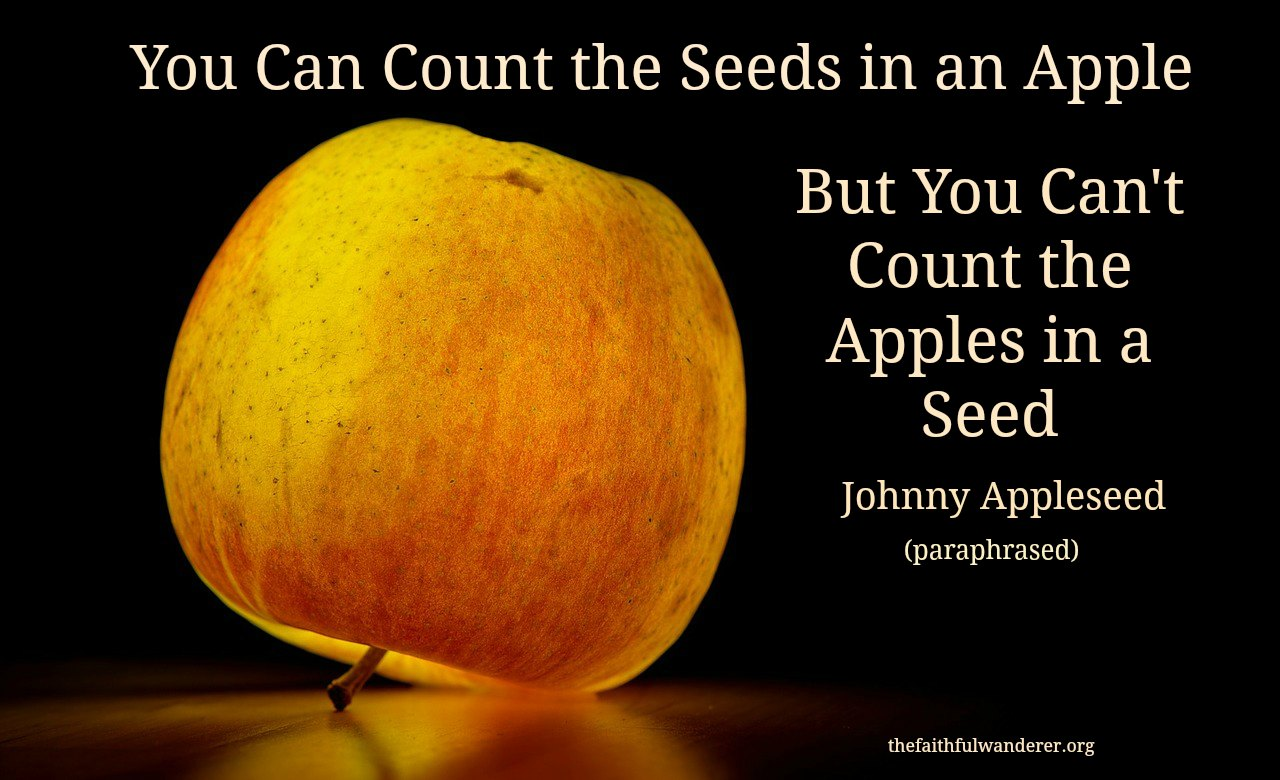 You Can Count the Seeds in an Apple
But You Can't
Count the
Apples in a
Seed
Johnny Appleseed
(paraphrased)
thefaithfulwanderer.org